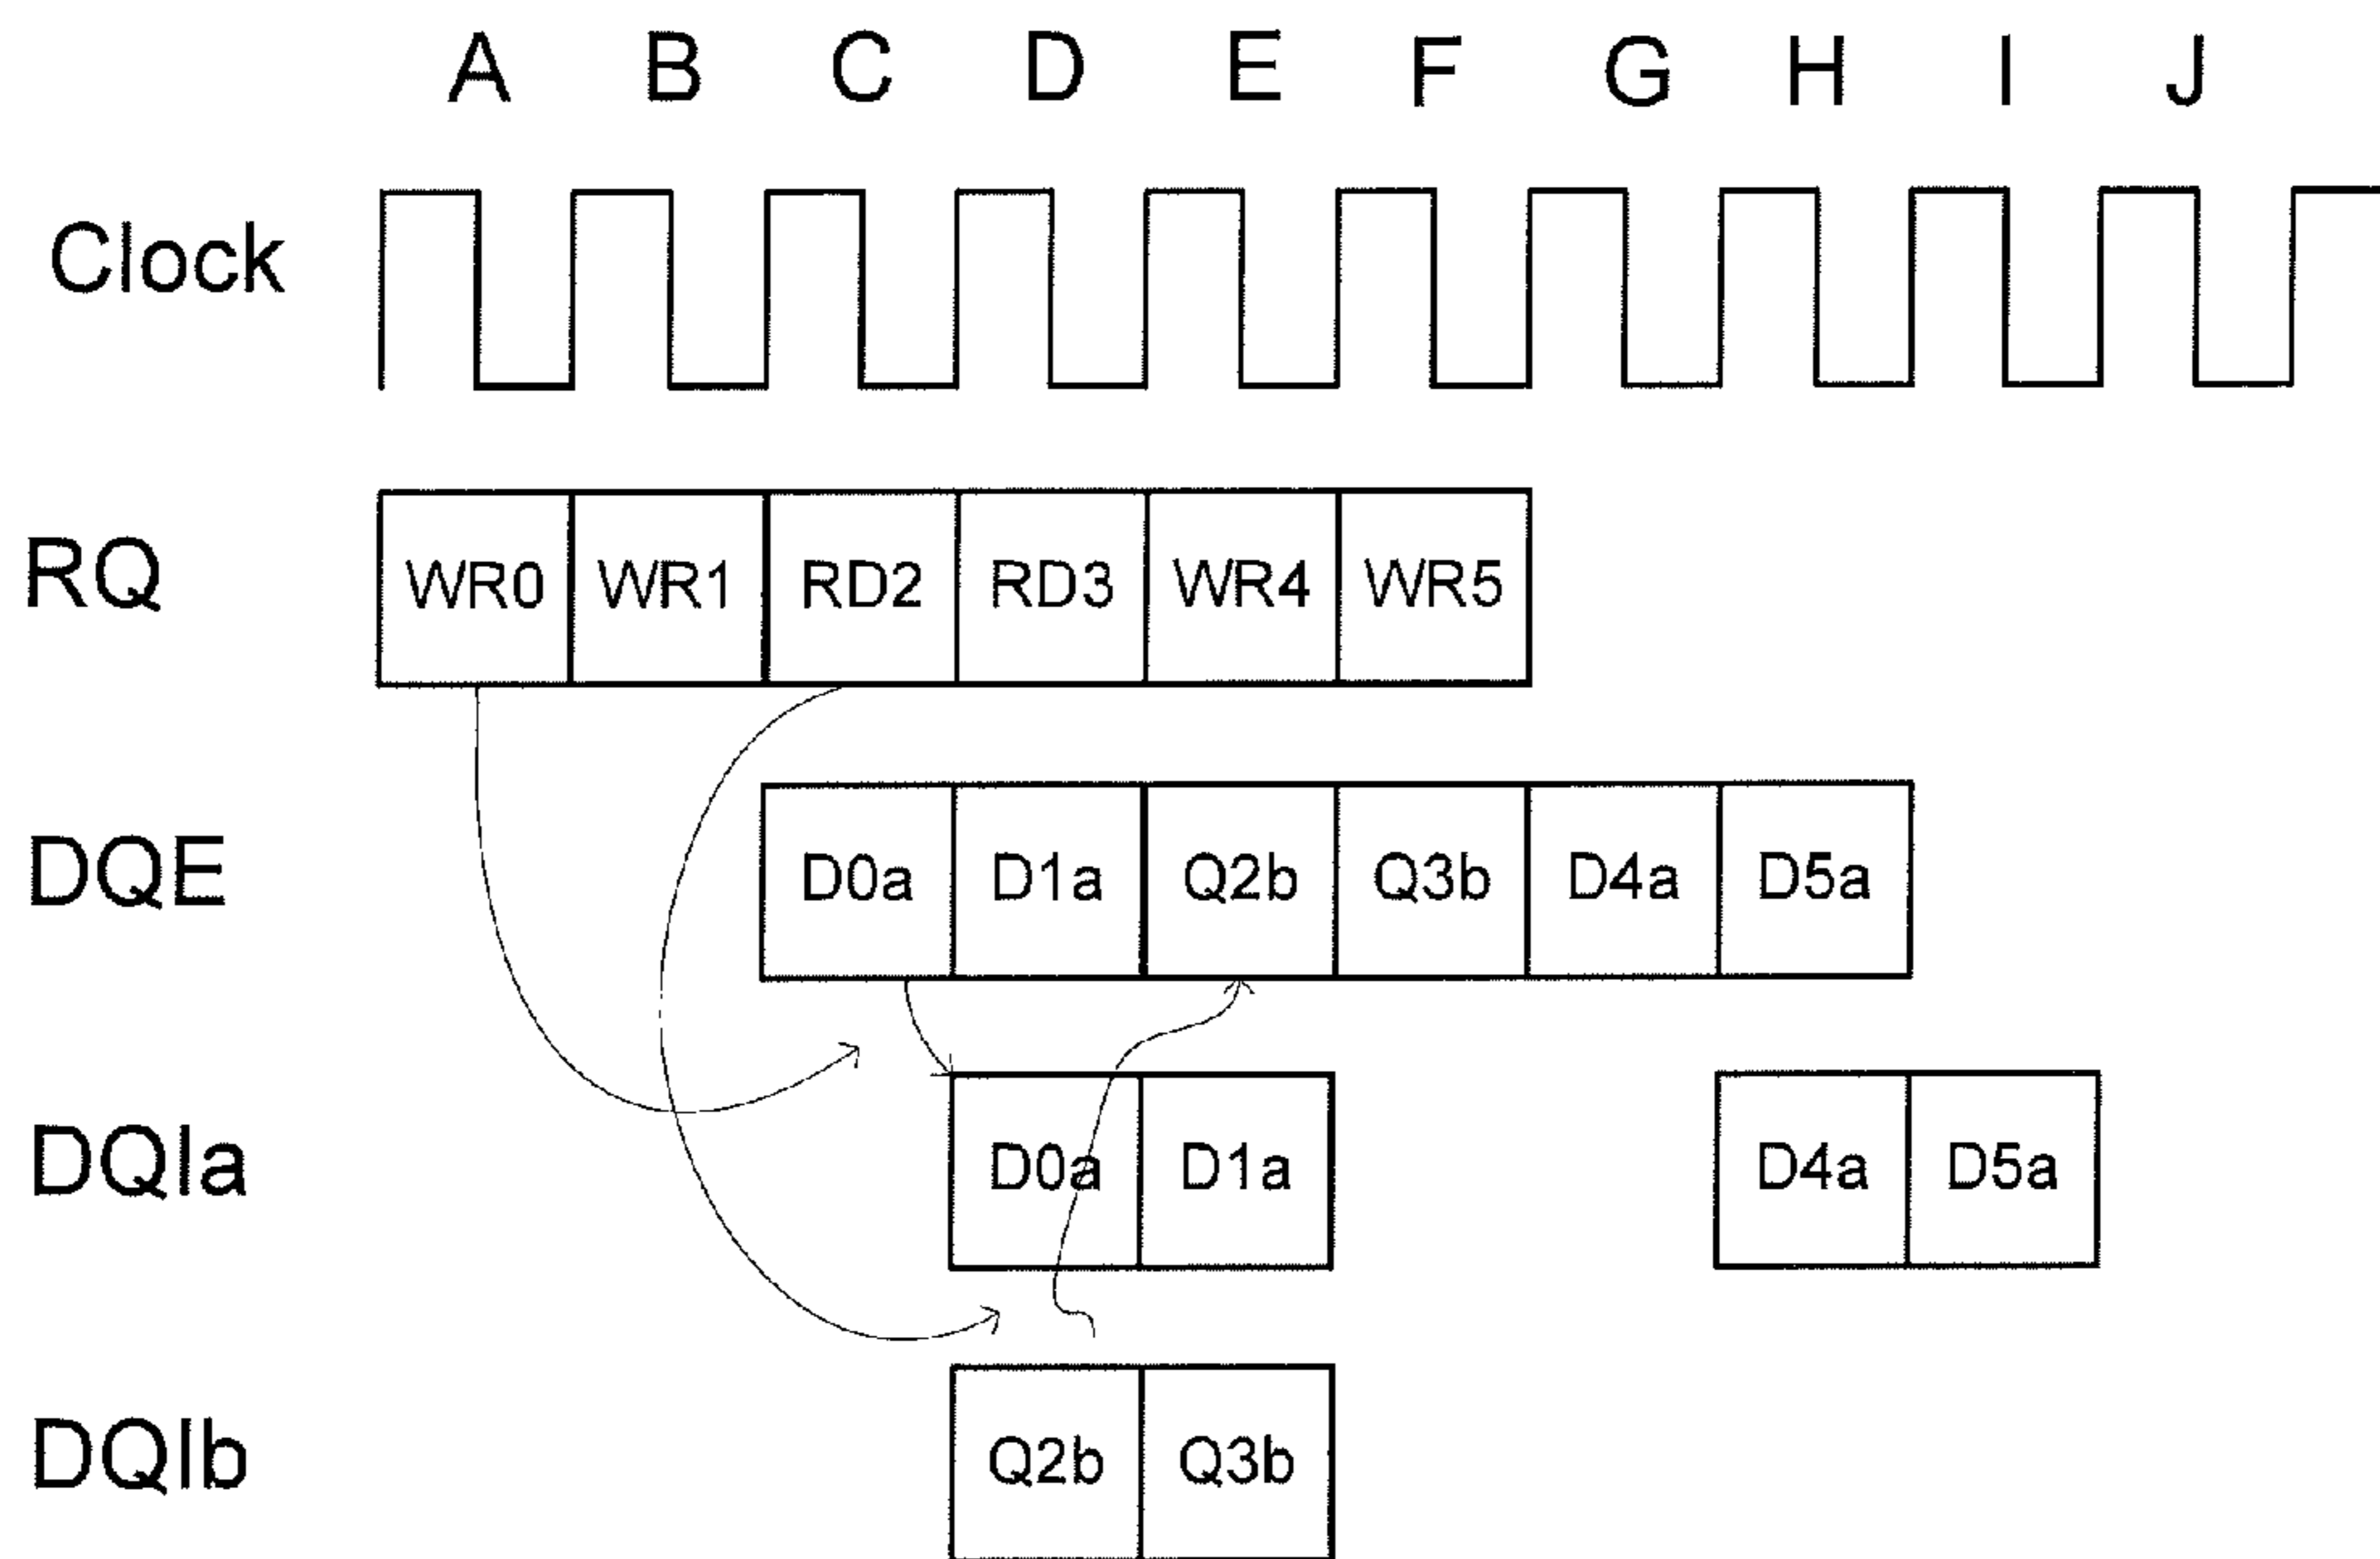 A B C D E F G H I J
Clock
RQ WR0 WR1 RD2 RD3 WR4 WR5
DQE D0a D1a Q2b Q3b D4a D5a
DQIa D0a D1a D4a D5a
DQIb Q2b Q3b